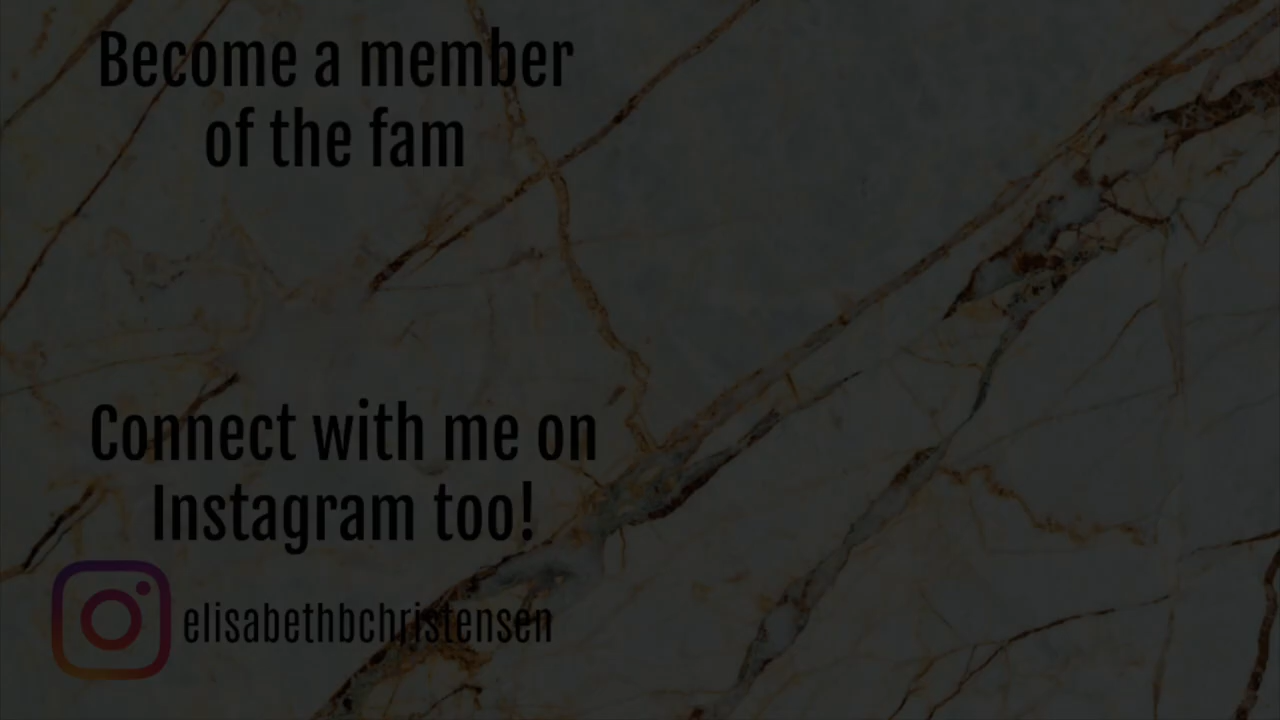 Become a member
of the fam
Connect with me on
Instagram too!
elisabethbchristensen